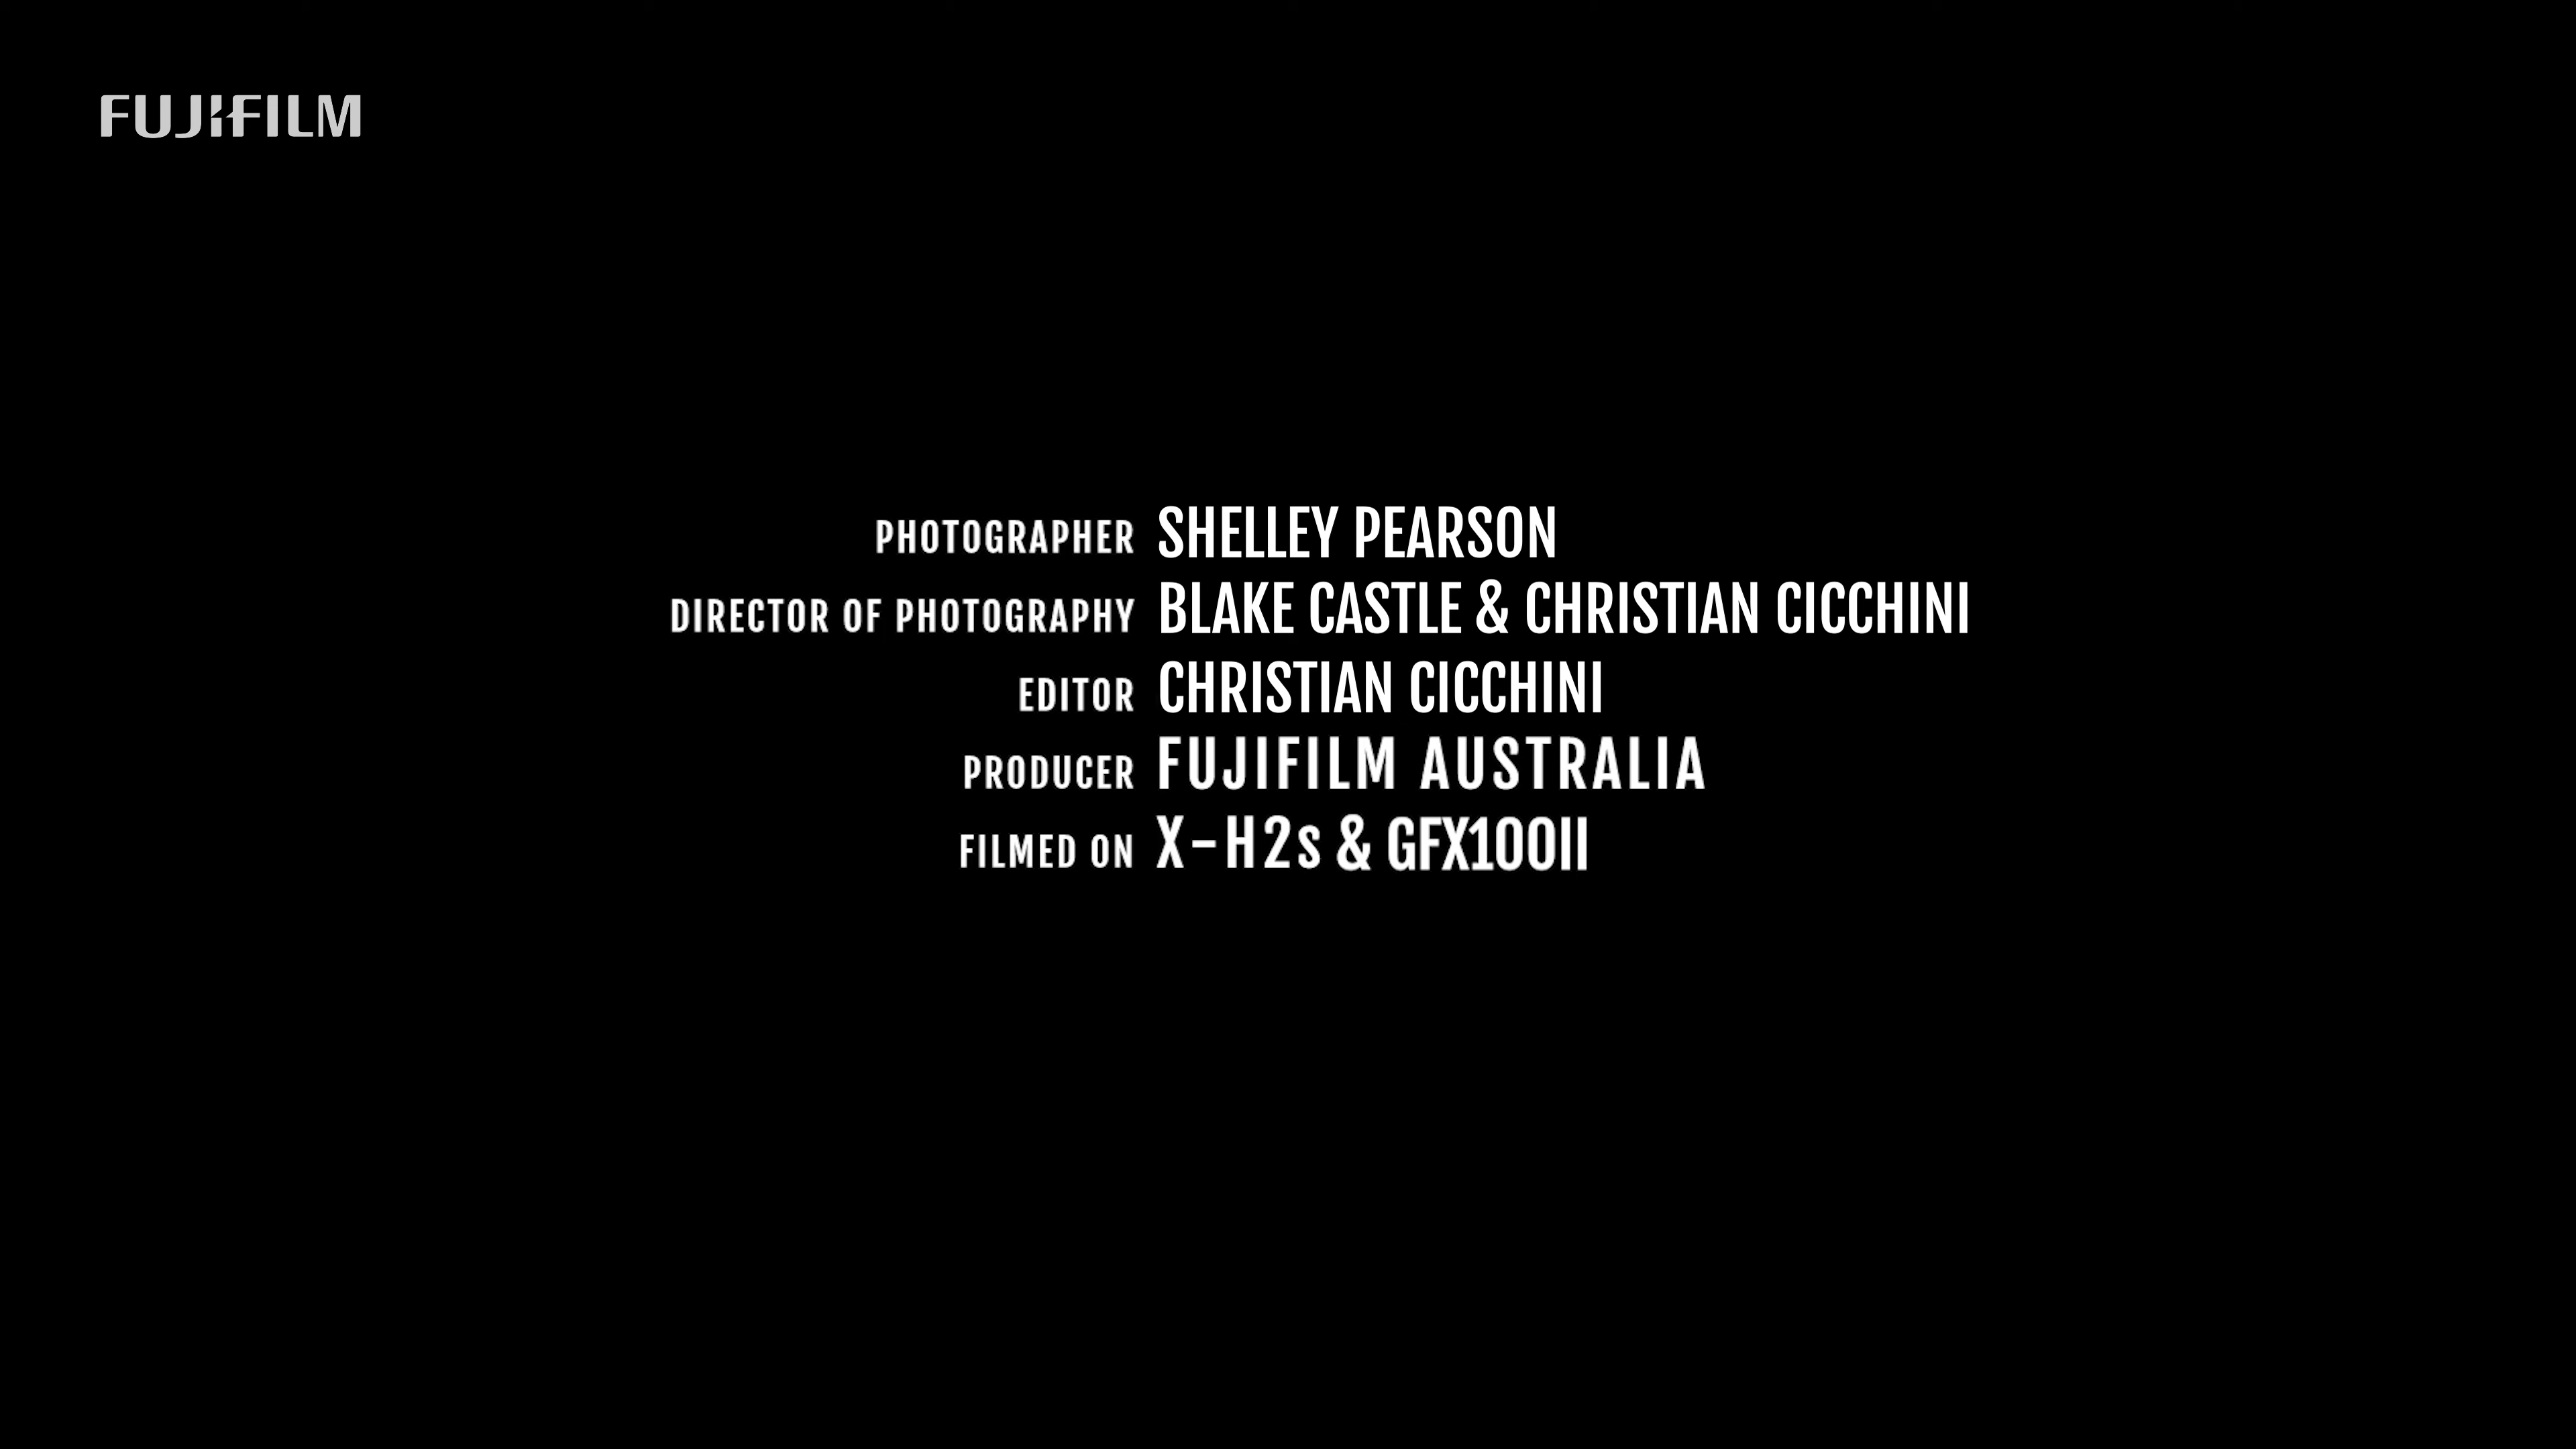 FUJIFILM
PHOTOGRAPHER SHELLEY PEARSON
DIRECTOR OF PHOTOGRAPHY BLAKE CASTLE & CHRISTIAN CICCHINI
EDITOR CHRISTIAN CICCHINI
PRODUCER FUJIFILM AUSTRALIA
FILMED ON X-H2s & GFX100II